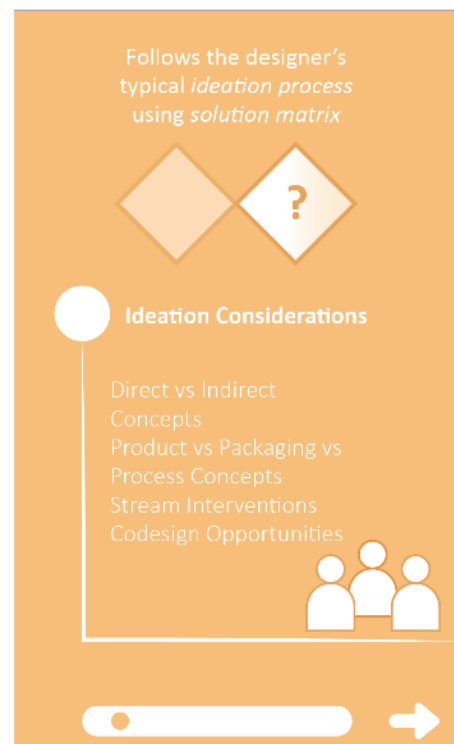 Follows the designer’s
typical ideation process
using solution matrix
?
Ideation Considerations
Direct vs Indirect
Concepts
Product vs Packaging vs
Process Concepts
Stream Interventions
Codesign Opportunities